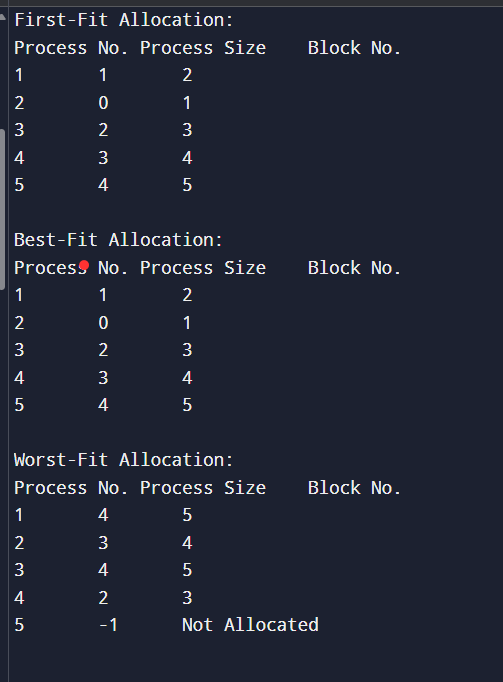 First-Fit Allocation:
Process No. Process Size    Block No.
1       1       2
2       0       1
3       2       3
4       3       4
5       4       5

Best-Fit Allocation:
Process No. Process Size    Block No.
1       1       2
2       0       1
3       2       3
4       3       4
5       4       5

Worst-Fit Allocation:
Process No. Process Size    Block No.
1       4       5
2       3       4
3       4       5
4       2       3
5       -1      Not Allocated